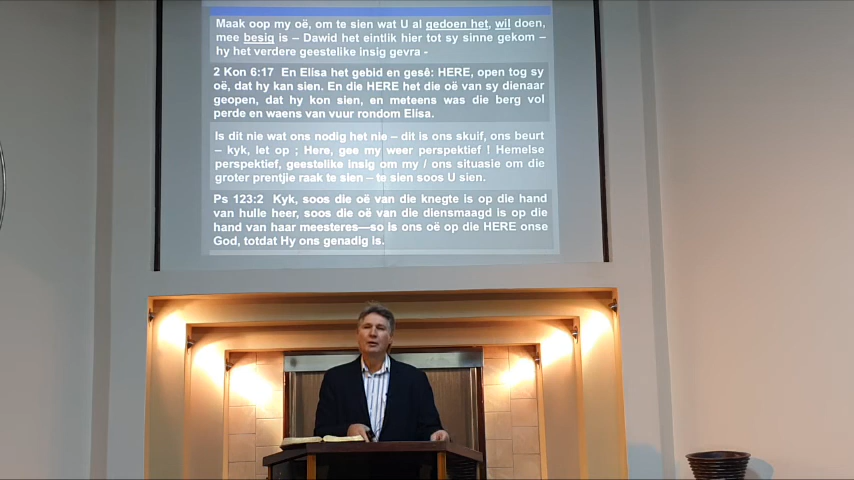 Maak oop my oë, om te sien wat U al gedoen het, wil doen,
mee besig is – Dawid het eintlik hier tot sy sinne gekom –
hy het verdere geestelike insig gevra -
2 Kon 6:17 En Elisa het gebid en gesê: HERE, open tog sy
oë, dat hy kan sien. En die HERE het die oë van sy dienaar
geopen, dat hy kon sien, en meteens was die berg vol
perde en waens van vuur rondom Elísa.
Is dit nie wat ons nodig het nie – dit is ons skuif, ons beurt
– kyk, let op ; Here, gee my weer perspektief ! Hemelse
perspektief, geestelike insig om my / ons situasie om die
groter prentjie raak te sien – te sien soos U sien.
Ps 123:2 Kyk, soos die oë van die knegte is op die hand
van hulle heer, soos die oë van die diensmaagd is op die
hand van haar meesteres—so is ons oë op die HERE onse
God, totdat Hy ons genadig is.